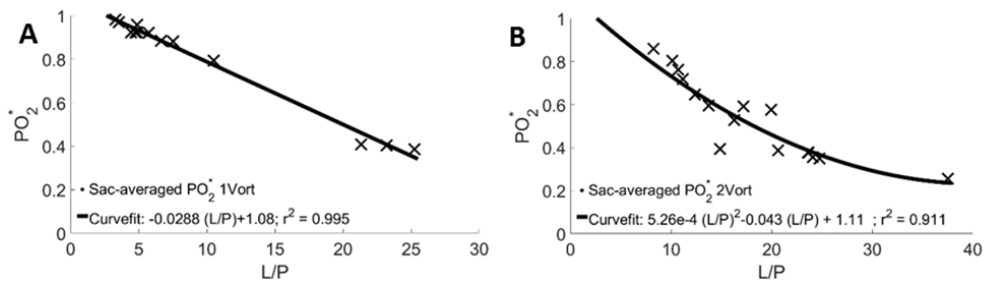 A
1
0.8
0.6
0.4
0.2
0
PO2*
0
5
10
15
20
25
30
L/P
• Sac-averaged PO2* 1Vort
Curvefit: -0.0288 (L/P)+1.08; r² = 0.995
B
1
0.8
0.6
0.4
0.2
0
PO2*
0
10
20
30
40
L/P
• Sac-averaged PO2* 2Vort
Curvefit: 5.26e-4 (L/P)²-0.043 (L/P) + 1.11 ; r² = 0.911